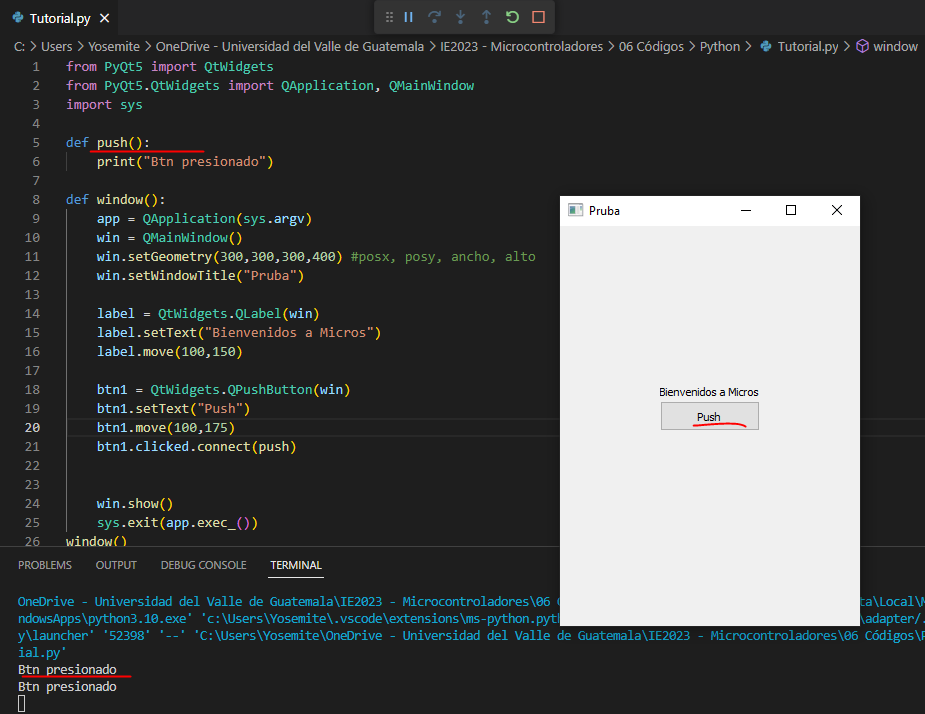 Tutorial.py
C: > Users > Yosemite > OneDrive - Universidad del Valle de Guatemala > IE2023 - Microcontroladores > 06 Códigos > Python > Tutorial.py > window
1 from PyQt5 import QtWidgets
2 from PyQt5.QtWidgets import QApplication, QMainWindow
3 import sys
4
5 def push():
6 print("Btn presionado")
7
8 def window():
9 app = QApplication(sys.argv)
10 win = QMainWindow()
11 win.setGeometry(300,300,300,400) #posx, posy, ancho, alto
12 win.setWindowTitle("Pruba")
13
14 label = QtWidgets.QLabel(win)
15 label.setText("Bienvenidos a Micros")
16 label.move(100,150)
17
18 btn1 = QtWidgets.QPushButton(win)
19 btn1.setText("Push")
20 btn1.move(100,175)
21 btn1.clicked.connect(push)
22
23
24 win.show()
25 sys.exit(app.exec_())
26 window()
Pruba
Bienvenidos a Micros
Push
PROBLEMS OUTPUT DEBUG CONSOLE TERMINAL
OneDrive - Universidad del Valle de Guatemala\IE2023 - Microcontroladores\06 ta\Local\
ndowsApps\python3.10.exe' 'c:\Users\Yosemite\.vscode\extensions\ms-python.pyth \adapter/.
y\launcher' '52398' '--' 'C:\Users\Yosemite\OneDrive - Universidad del Valle de Guatemala\IE2023 - Microcontroladores\06 Códigos\
ial.py'
Btn presionado
Btn presionado